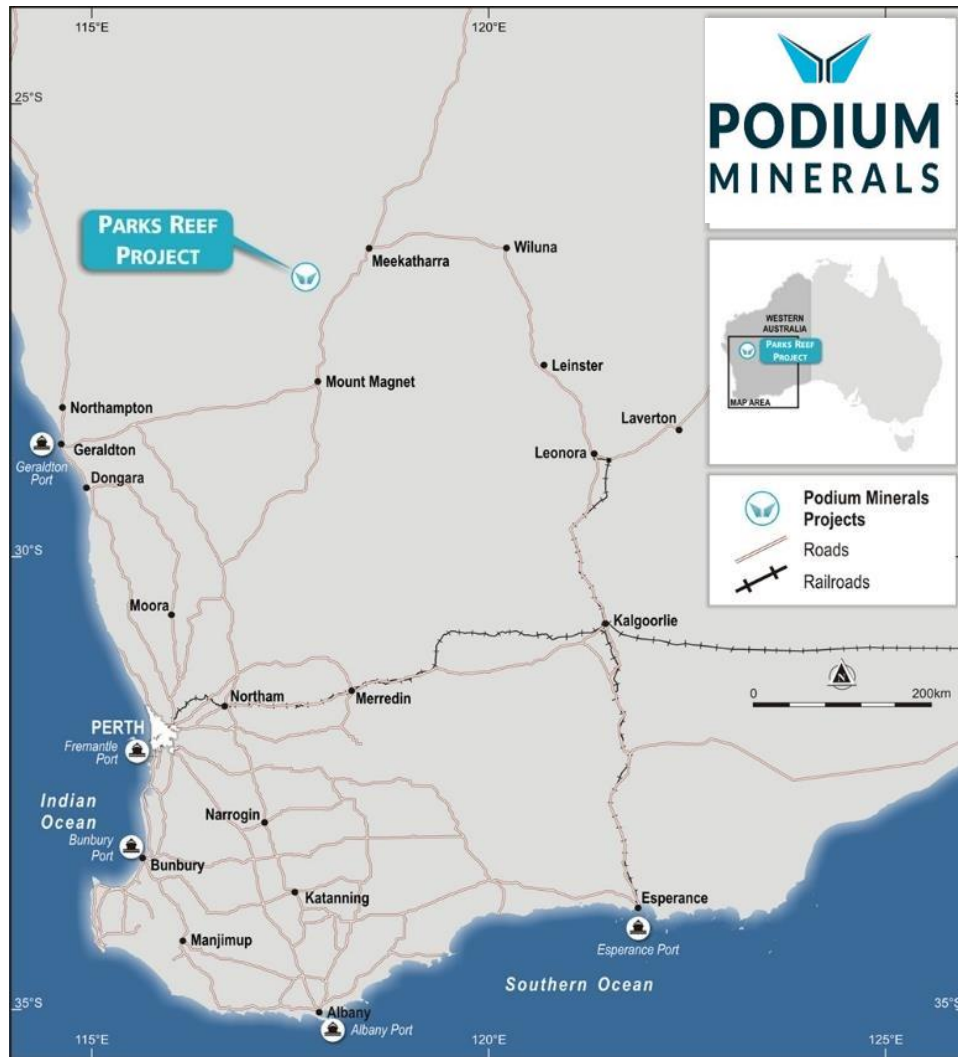 115°E
120°E
25°S
PODIUM
MINERALS
PARKS REEF
PROJECT
Meekatharra
Wiluna
WESTERN
AUSTRALIA
PARKS REEF
PROJECT
MAP AREA
Mount Magnet
Leinster
Northampton
Laverton
Geraldton
Geraldton
Port
Leonora
Dongara
Podium Minerals
Projects
Roads
Railroads
30°S
Moora
Kalgoorlie
N
0
200km
Northam
Merredin
PERTH
Fremantle
Port
Indian
Ocean
Narrogin
Bunbury
Port
Bunbury
Katanning
Esperance
Manjimup
Esperance Port
Southern Ocean
35°S
35°S
Albany
Albany Port
115°E
120°E
125°E